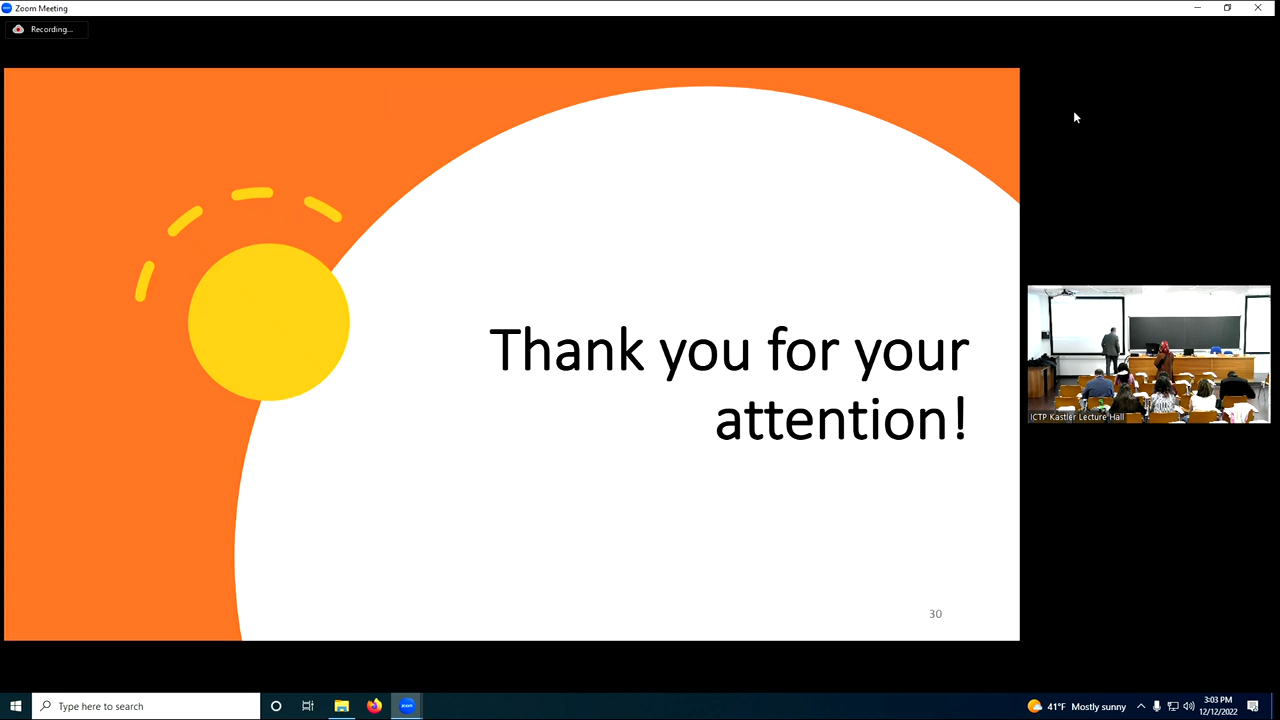 Zoom Meeting
Recording...
Thank you for your
attention!
30
ICTP Kastler Lecture Hall
Type here to search
41°F Mostly sunny
3:03 PM
12/12/2022